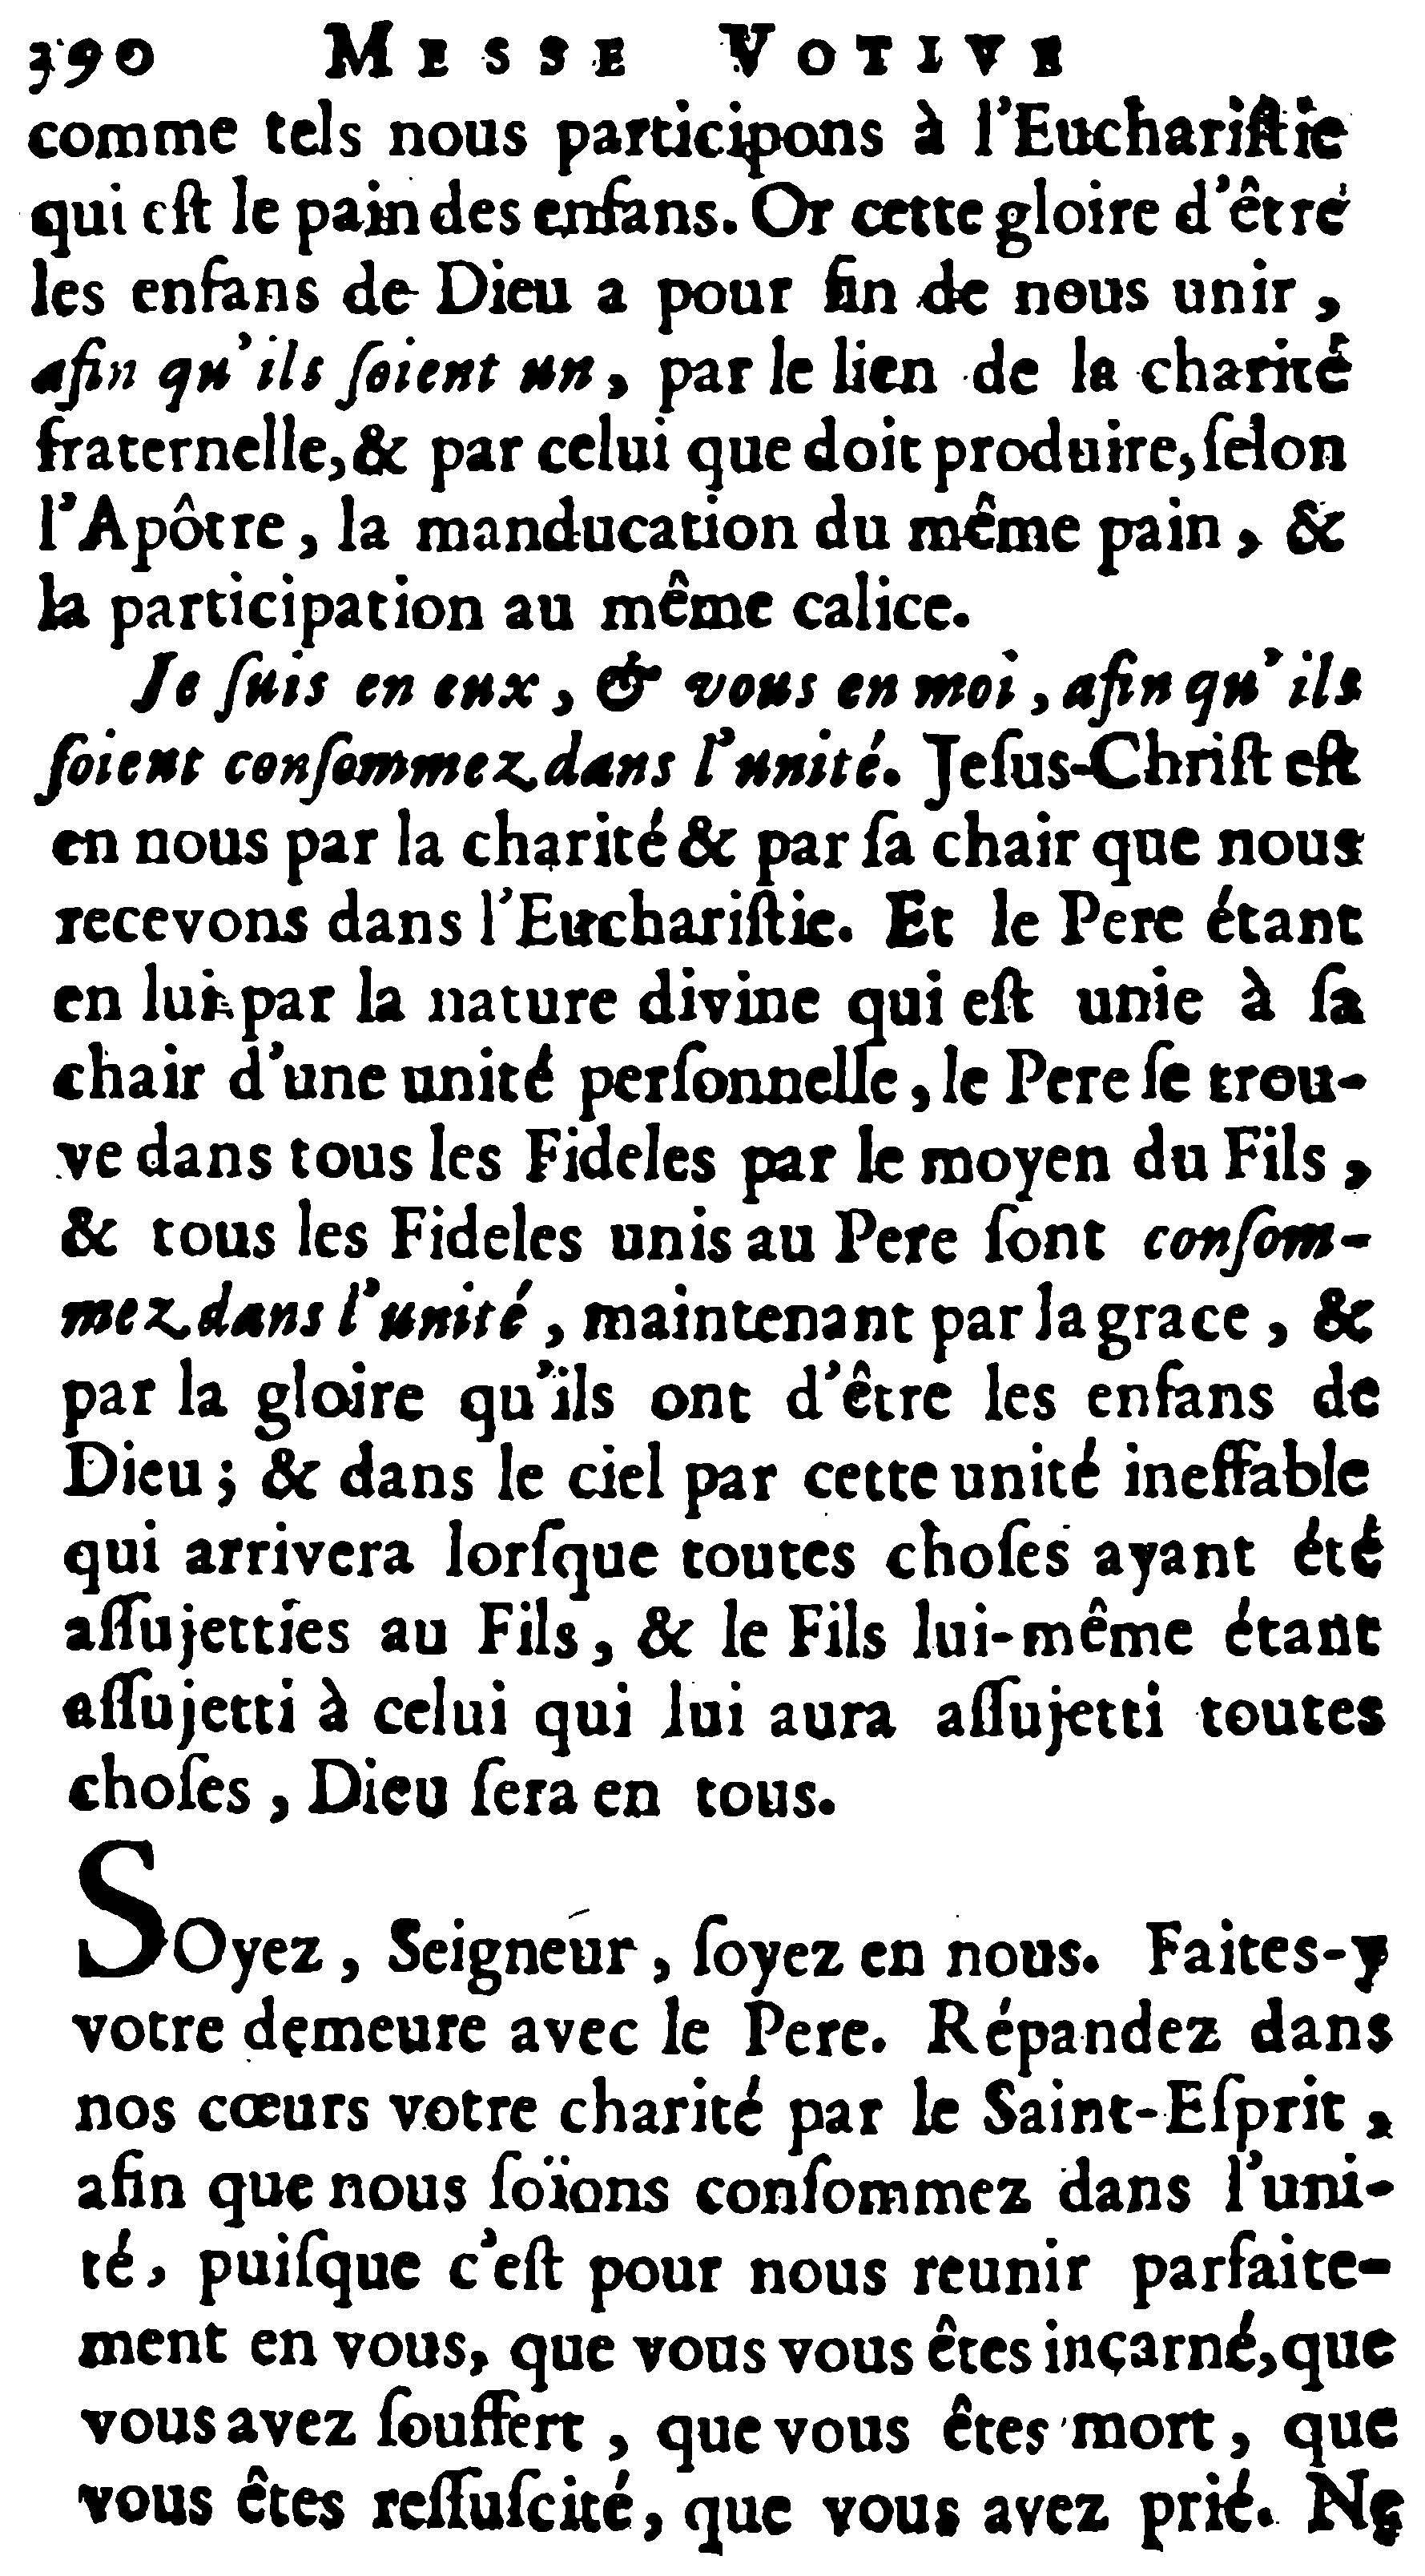 390 MESSE VOTIVE
comme tels nous participons à l'Euchariſtie
qui eſt le pain des enfans. Or cette gloire d'être
les enfans de Dieu a pour fin de nous unir,
afin qu'ils ſoient un, par le lien de la charité
fraternelle, & par celui que doit produire, ſelon
l'Apôtre, la manducation du même pain, &
la participation au même calice.
Je ſuis en eux, & vous en moi, afin qu'ils
ſoient conſommez dans l'unité. Jeſus-Chriſt eſt
en nous par la charité & par ſa chair que nous
recevons dans l'Euchariſtie. Et le Pere étant
en lui par la nature divine qui eſt unie à ſa
chair d'une unité perſonnelle, le Pere ſe trou-
ve dans tous les Fideles par le moyen du Fils,
& tous les Fideles unis au Pere ſont conſom-
mez dans l'unité, maintenant par la grace, &
par la gloire qu'ils ont d'être les enfans de
Dieu; & dans le ciel par cette unité ineffable
qui arrivera lorſque toutes choſes ayant été
aſſujetties au Fils, & le Fils lui-même étant
aſſujetti à celui qui lui aura aſſujetti toutes
choſes, Dieu ſera en tous.
SOyez, Seigneur, ſoyez en nous. Faites-y
votre demeure avec le Pere. Répandez dans
nos cœurs votre charité par le Saint-Eſprit,
afin que nous ſoïons conſommez dans l'uni-
té, puiſque c'eſt pour nous reunir parfaite-
ment en vous, que vous vous êtes inçarné, que
vous avez ſouffert, que vous êtes mort, que
vous êtes reſſuſcité, que vous avez prié. Ne